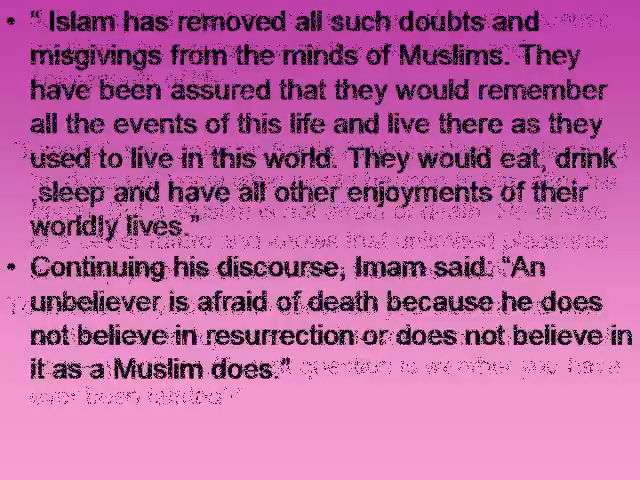 • “ Islam has removed all such doubts and
misgivings from the minds of Muslims. They
have been assured that they would remember
all the events of this life and live there as they
used to live in this world. They would eat, drink
,sleep and have all other enjoyments of their
worldly lives.”
• Continuing his discourse, Imam said: “An
unbeliever is afraid of death because he does
not believe in resurrection or does not believe in
it as a Muslim does.”